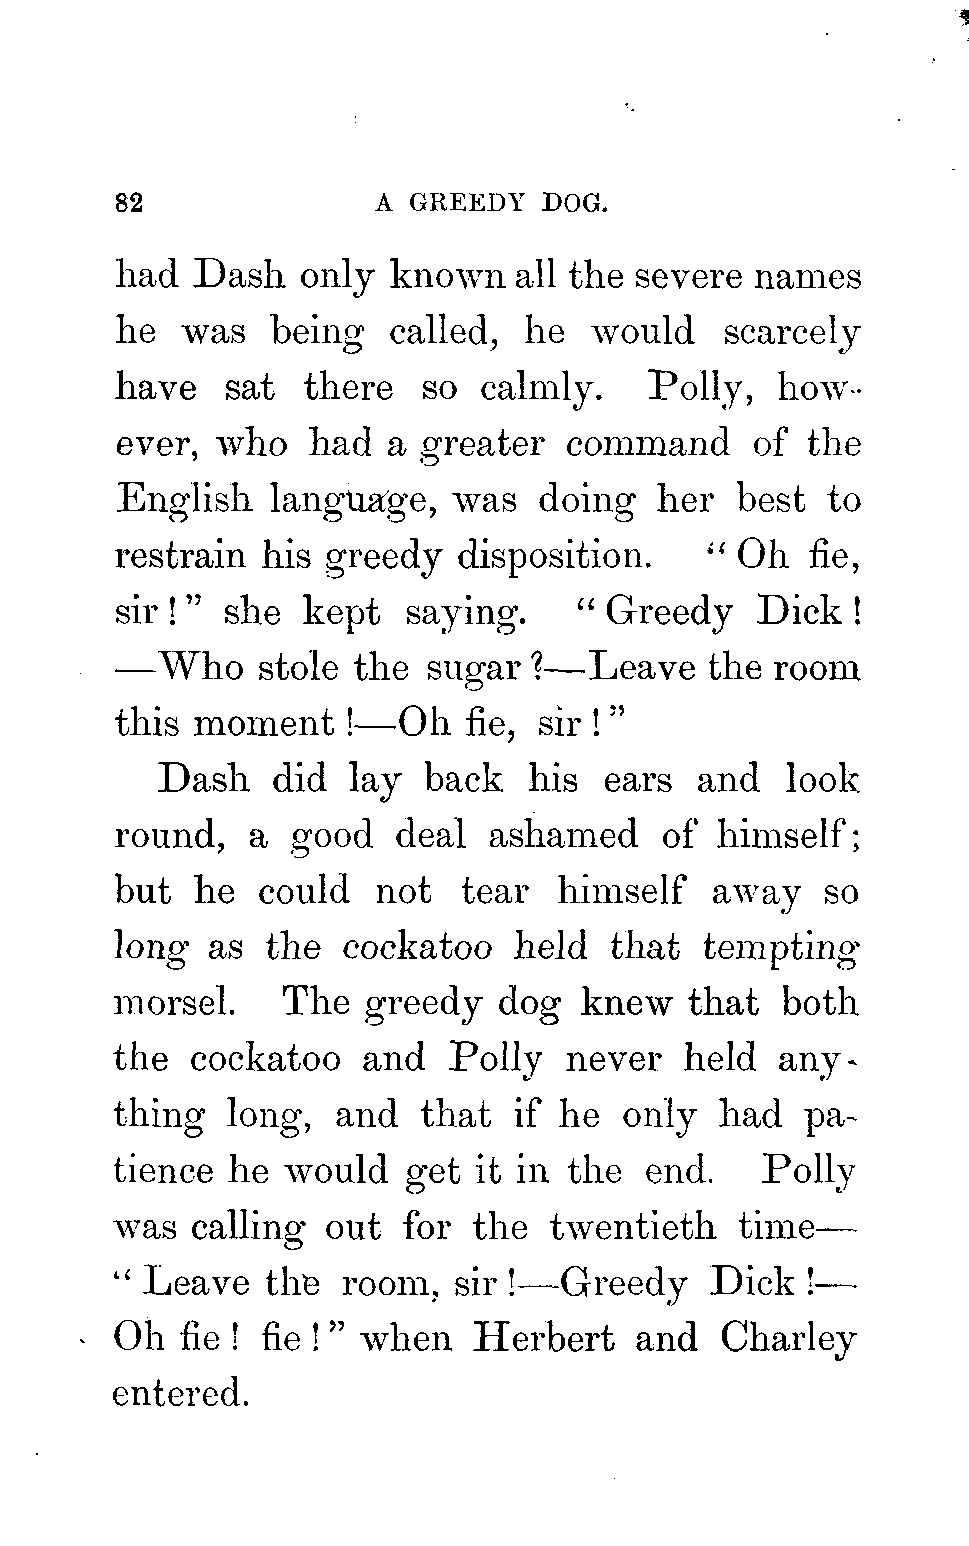 82 A GREEDY DOG.
had Dash only known all the severe names
he was being called, he would scarcely
have sat there so calmly. Polly, how-
ever, who had a greater command of the
English language, was doing her best to
restrain his greedy disposition. “ Oh fie,
sir ! ” she kept saying. “ Greedy Dick !
—Who stole the sugar ?—Leave the room
this moment !—Oh fie, sir ! ”
Dash did lay back his ears and look
round, a good deal ashamed of himself;
but he could not tear himself away so
long as the cockatoo held that tempting
morsel. The greedy dog knew that both
the cockatoo and Polly never held any-
thing long, and that if he only had pa-
tience he would get it in the end. Polly
was calling out for the twentieth time—
“ Leave the room, sir !—Greedy Dick !—
Oh fie ! fie ! ” when Herbert and Charley
entered.